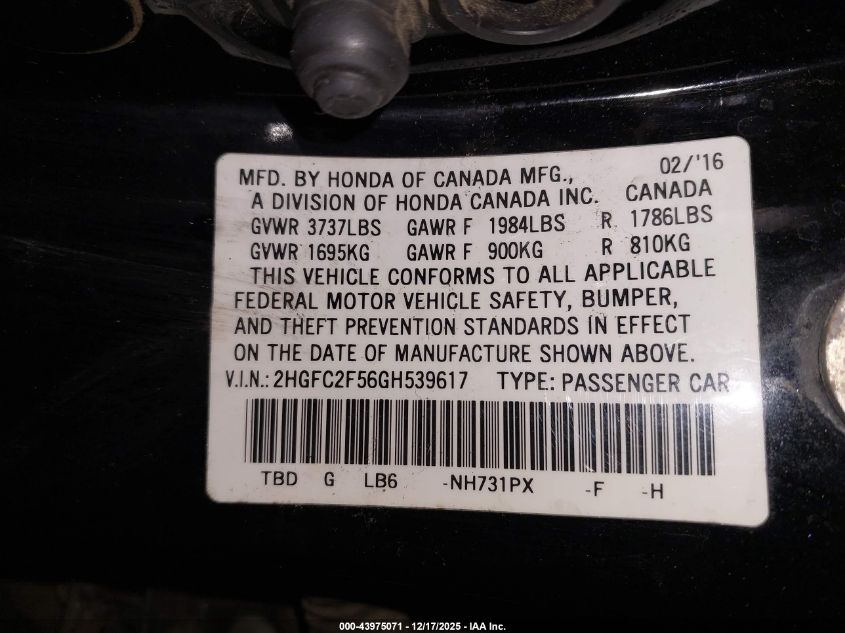 02/'16
MFD. BY HONDA OF CANADA MFG.,
A DIVISION OF HONDA CANADA INC. CANADA
GVWR 3737LBS GAWR F 1984LBS R 1786LBS
GVWR 1695KG GAWR F 900KG R 810KG
THIS VEHICLE CONFORMS TO ALL APPLICABLE
FEDERAL MOTOR VEHICLE SAFETY, BUMPER,
AND THEFT PREVENTION STANDARDS IN EFFECT
ON THE DATE OF MANUFACTURE SHOWN ABOVE.
V.I.N.: 2HGFC2F56GH539617 TYPE: PASSENGER CAR
TBD G LB6 -NH731PX -F -H
000-43975071 - 12/17/2025 - IAA Inc.